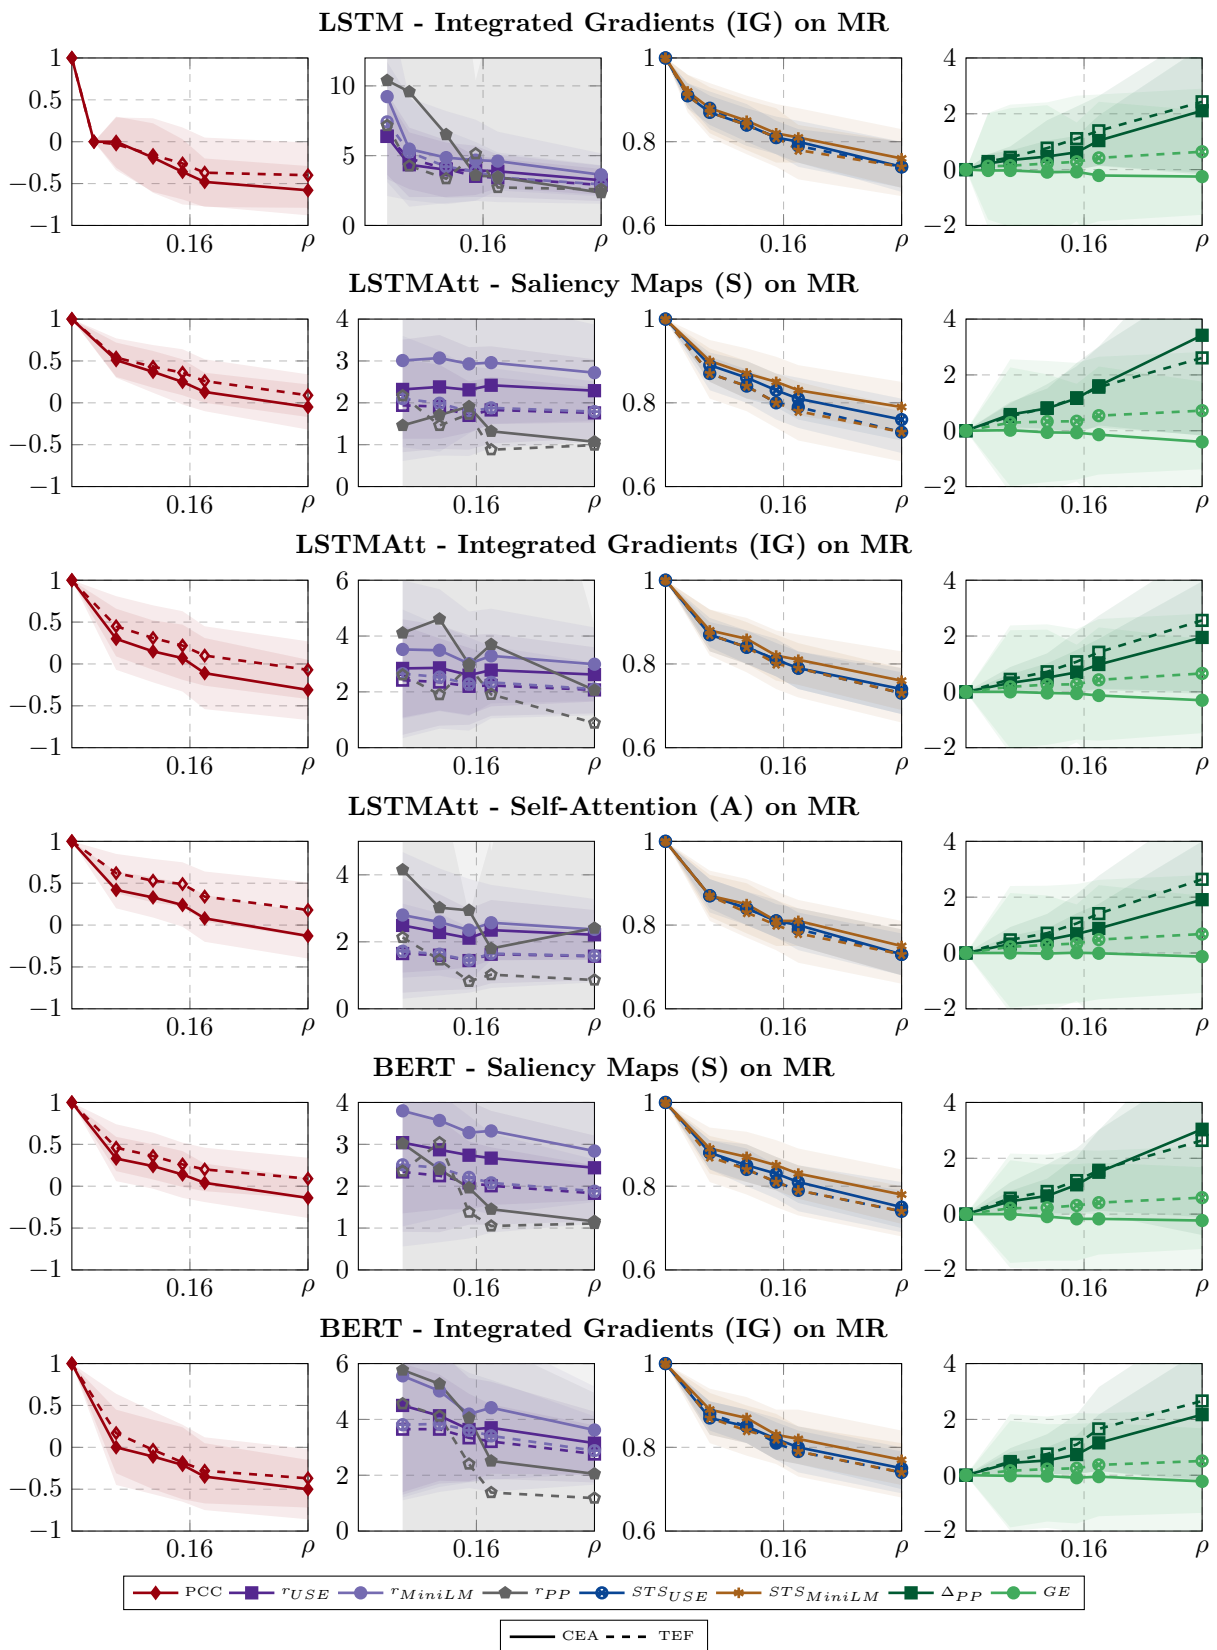 LSTM - Integrated Gradients (IG) on MR
1 0.5 0 −0.5 −1 0.16 ρ
10 5 0 0.16 ρ
1 0.8 0.6 0.16 ρ
4 2 0 −2 0.16 ρ
LSTMAtt - Saliency Maps (S) on MR
1 0.5 0 −0.5 −1 0.16 ρ
4 3 2 1 0 0.16 ρ
1 0.8 0.6 0.16 ρ
4 2 0 −2 0.16 ρ
LSTMAtt - Integrated Gradients (IG) on MR
1 0.5 0 −0.5 −1 0.16 ρ
6 4 2 0 0.16 ρ
1 0.8 0.6 0.16 ρ
4 2 0 −2 0.16 ρ
LSTMAtt - Self-Attention (A) on MR
1 0.5 0 −0.5 −1 0.16 ρ
4 2 0 0.16 ρ
1 0.8 0.6 0.16 ρ
4 2 0 −2 0.16 ρ
BERT - Saliency Maps (S) on MR
1 0.5 0 −0.5 −1 0.16 ρ
4 3 2 1 0 0.16 ρ
1 0.8 0.6 0.16 ρ
4 2 0 −2 0.16 ρ
BERT - Integrated Gradients (IG) on MR
1 0.5 0 −0.5 −1 0.16 ρ
6 4 2 0 0.16 ρ
1 0.8 0.6 0.16 ρ
4 2 0 −2 0.16 ρ
PCC r_USE r_MiniLM r_PP STS_USE STS_MiniLM Δ_PP GE
CEA TEF